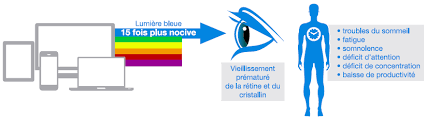 Lumière bleue
15 fois plus nocive
Vieillissement
prématuré
de la rétine et du
cristallin
• troubles du sommeil
• fatigue
• somnolence
• déficit d'attention
• déficit de concentration
• baisse de productivité